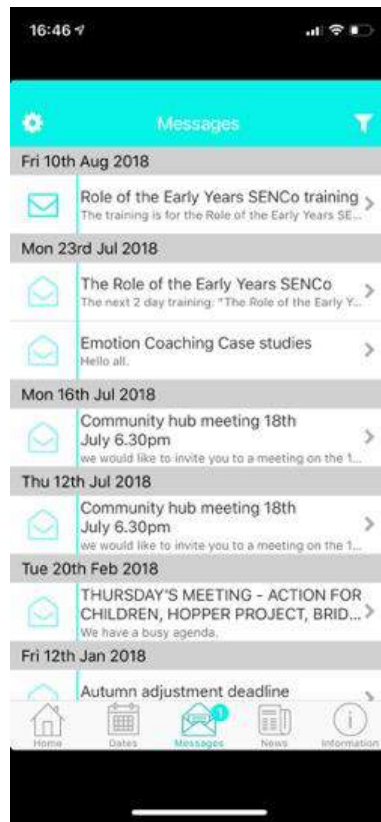 16:46
Messages
Fri 10th Aug 2018
Role of the Early Years SENCo training
The training is for the Role of the Early Years SE...
Mon 23rd Jul 2018
The Role of the Early Years SENCo
The next 2 day training: "The Role of the Early Y...
Emotion Coaching Case studies
Hello all.
Mon 16th Jul 2018
Community hub meeting 18th
July 6.30pm
we would like to invite you to a meeting on the 1...
Thu 12th Jul 2018
Community hub meeting 18th
July 6.30pm
we would like to invite you to a meeting on the 1...
Tue 20th Feb 2018
THURSDAY'S MEETING - ACTION FOR
CHILDREN, HOPPER PROJECT, BRID...
We have a busy agenda.
Fri 12th Jan 2018
Autumn adjustment deadline
1
Home Dates Messages News Information